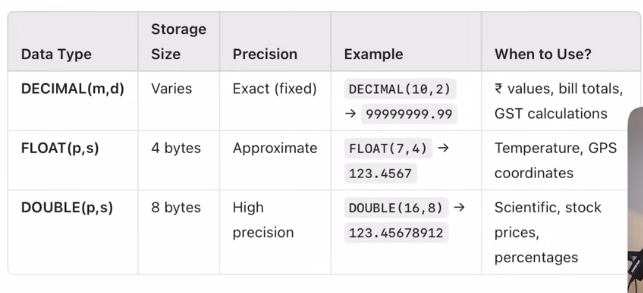 Data Type Storage Size Precision Example When to Use?
DECIMAL(m,d) Varies Exact (fixed) DECIMAL(10,2) → 99999999.99 ₹ values, bill totals, GST calculations
FLOAT(p,s) 4 bytes Approximate FLOAT(7,4) → 123.4567 Temperature, GPS coordinates
DOUBLE(p,s) 8 bytes High precision DOUBLE(16,8) → 123.45678912 Scientific, stock prices, percentages